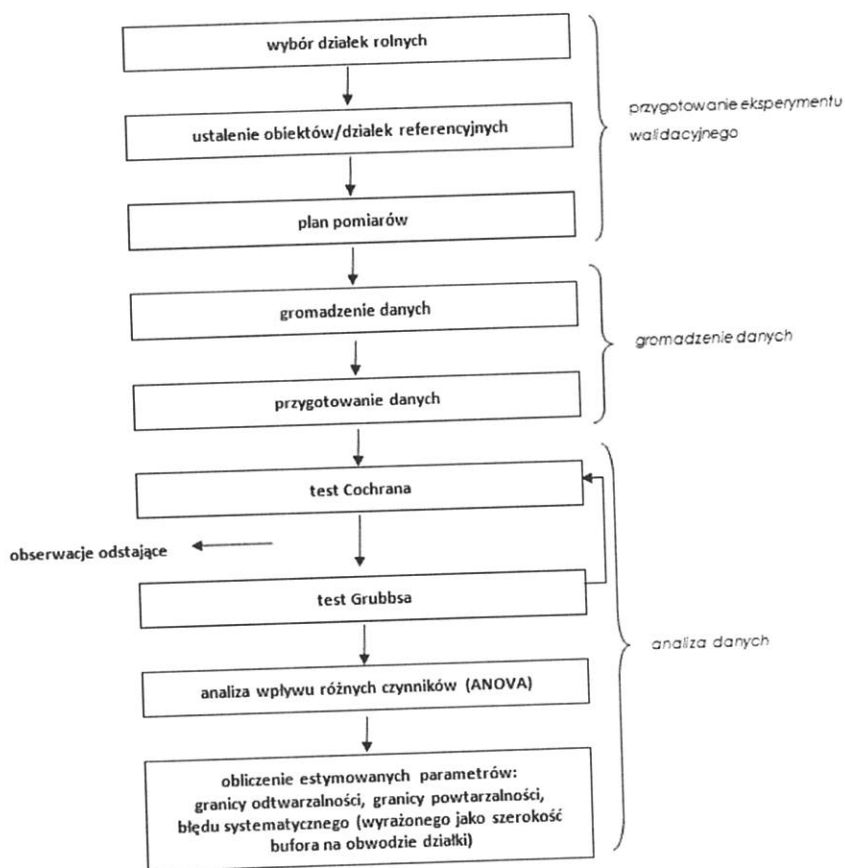 wybór działek rolnych
ustalenie obiektów/działek referencyjnych
przygotowanie eksperymentu
walidacyjnego
plan pomiarów
gromadzenie danych
gromadzenie danych
przygotowanie danych
test Cochrana
obserwacje odstające
test Grubbsa
analiza danych
analiza wpływu różnych czynników (ANOVA)
obliczenie estymowanych parametrów:
granicy odtwarzalności, granicy powtarzalności,
błędu systematycznego (wyrażonego jako szerokość
bufora na obwodzie działki)